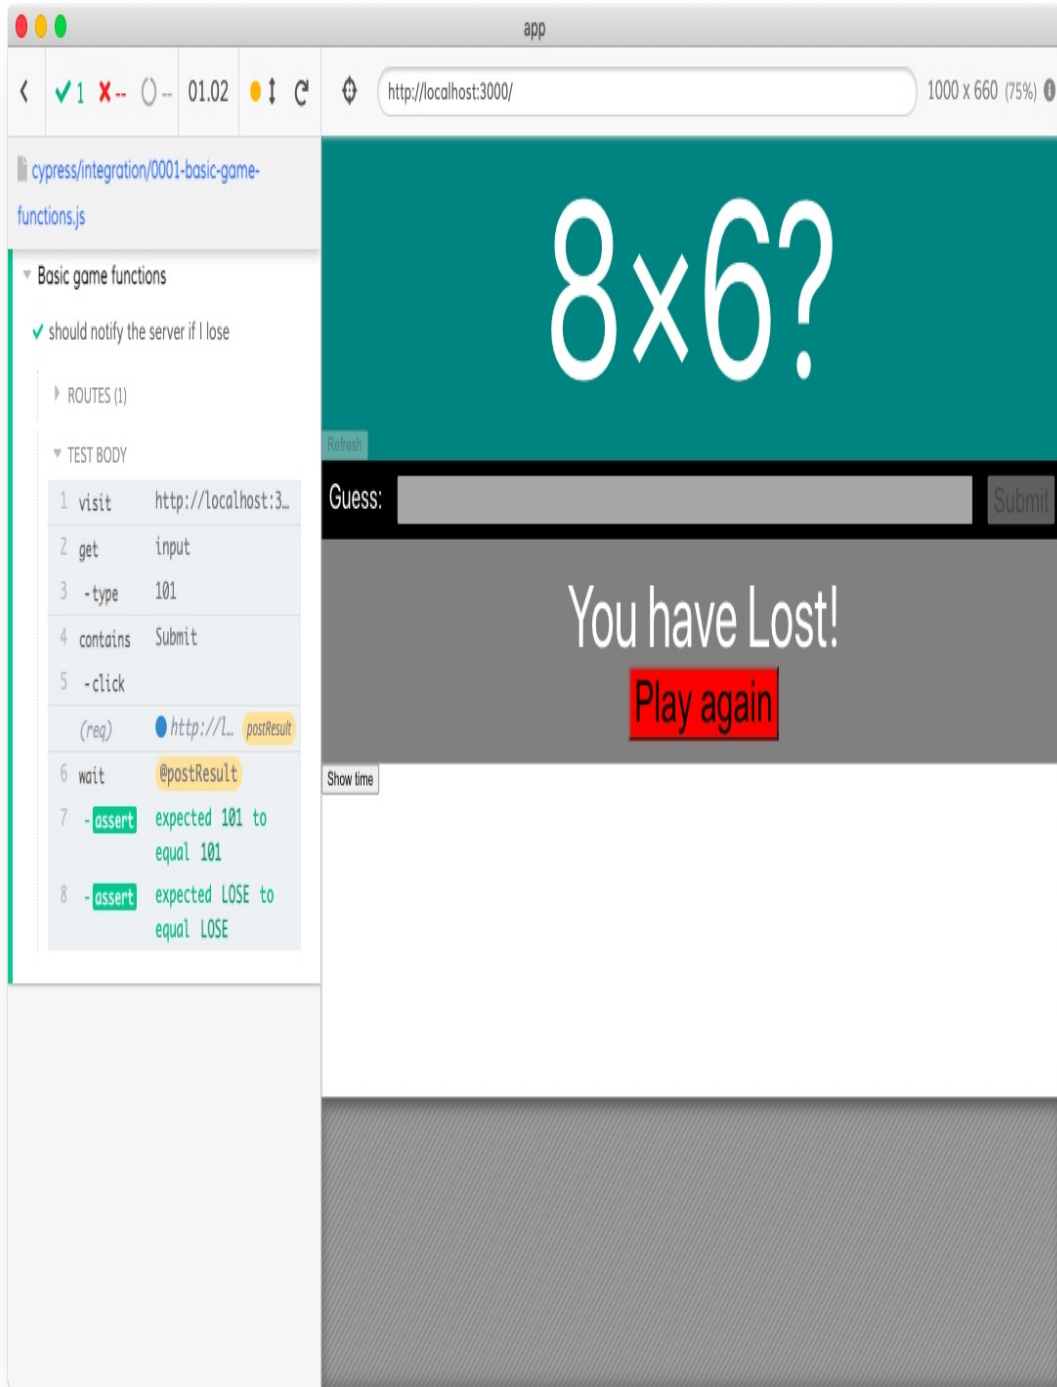 app
1 -- -- 01.02
http://localhost:3000/
1000 x 660 (75%)
cypress/integration/0001-basic-game-
functions.js
Basic game functions
should notify the server if I lose
ROUTES (1)
TEST BODY
1 visit http://localhost:3…
2 get input
3 -type 101
4 contains Submit
5 -click
(req) http://l… postResult
6 wait @postResult
7 -assert expected 101 to
equal 101
8 -assert expected LOSE to
equal LOSE
8×6?
Refresh
Guess: Submit
You have Lost!
Play again
Show time